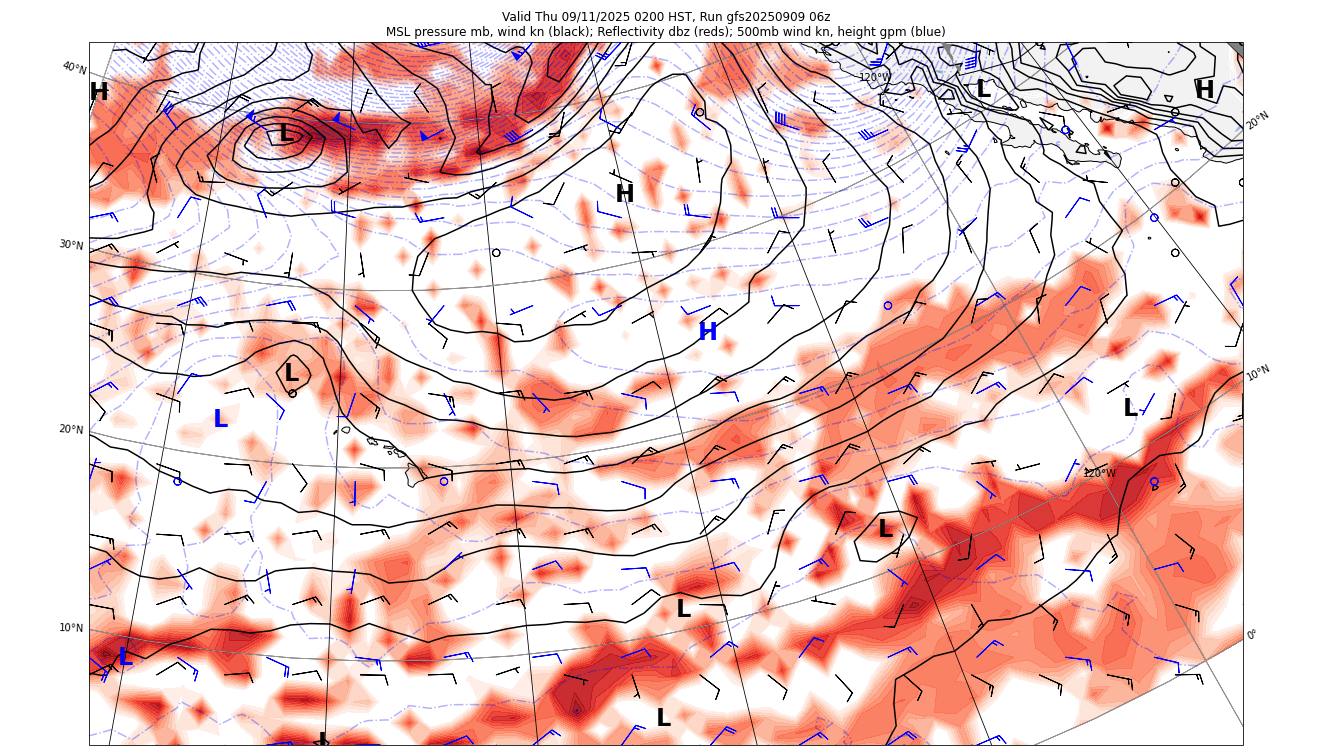 Valid Thu 09/11/2025 0200 HST, Run gfs20250909 06z
MSL pressure mb, wind kn (black); Reflectivity dbz (reds); 500mb wind kn, height gpm (blue)
40°N
120°W
H
L
H
20°N
L
H
30°N
H
L
10°N
L
L
20°N
120°W
L
L
10°N
0°
L
L
L